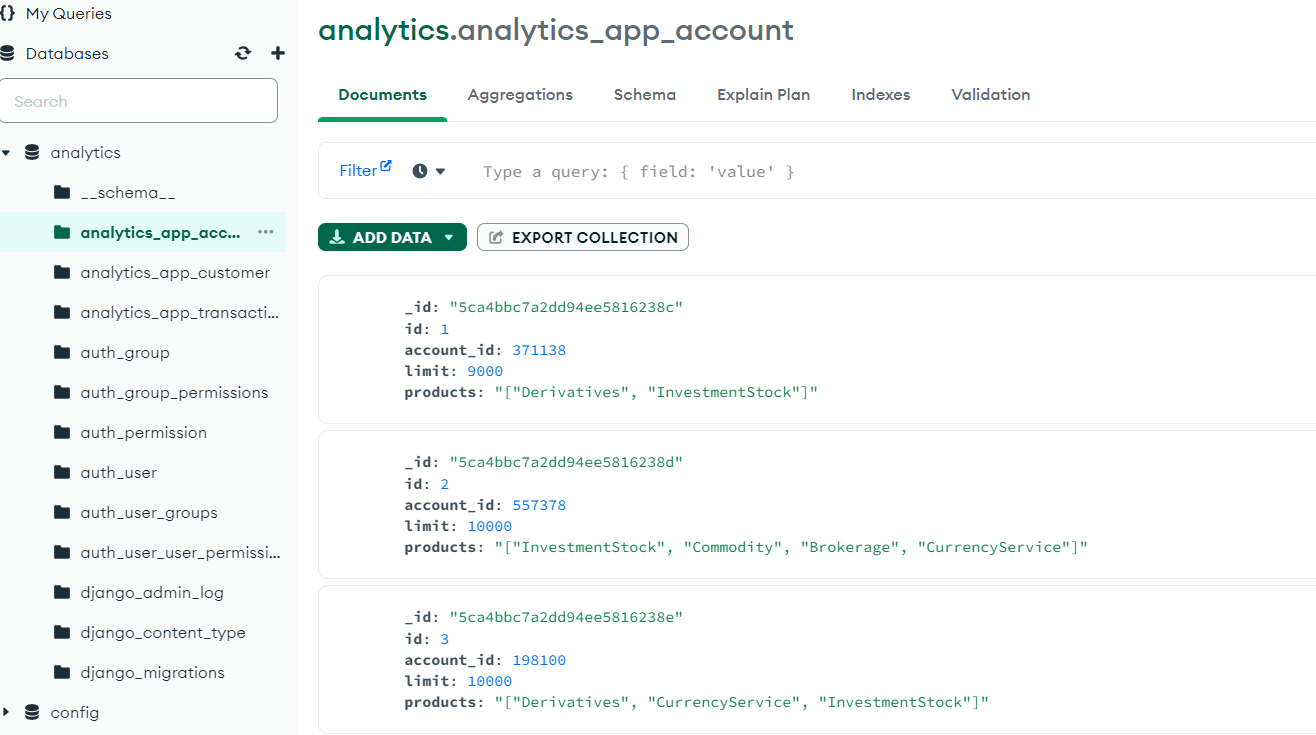 My Queries
Databases
Search
analytics
__schema__
analytics_app_acc...
analytics_app_customer
analytics_app_transacti...
auth_group
auth_group_permissions
auth_permission
auth_user
auth_user_groups
auth_user_user_permissi...
django_admin_log
django_content_type
django_migrations
config
analytics.analytics_app_account
Documents Aggregations Schema Explain Plan Indexes Validation
Filter Type a query: { field: 'value' }
ADD DATA EXPORT COLLECTION
_id: "5ca4bbc7a2dd94ee5816238c"
id: 1
account_id: 371138
limit: 9000
products: "["Derivatives", "InvestmentStock"]"
_id: "5ca4bbc7a2dd94ee5816238d"
id: 2
account_id: 557378
limit: 10000
products: "["InvestmentStock", "Commodity", "Brokerage", "CurrencyService"]"
_id: "5ca4bbc7a2dd94ee5816238e"
id: 3
account_id: 198100
limit: 10000
products: "["Derivatives", "CurrencyService", "InvestmentStock"]"